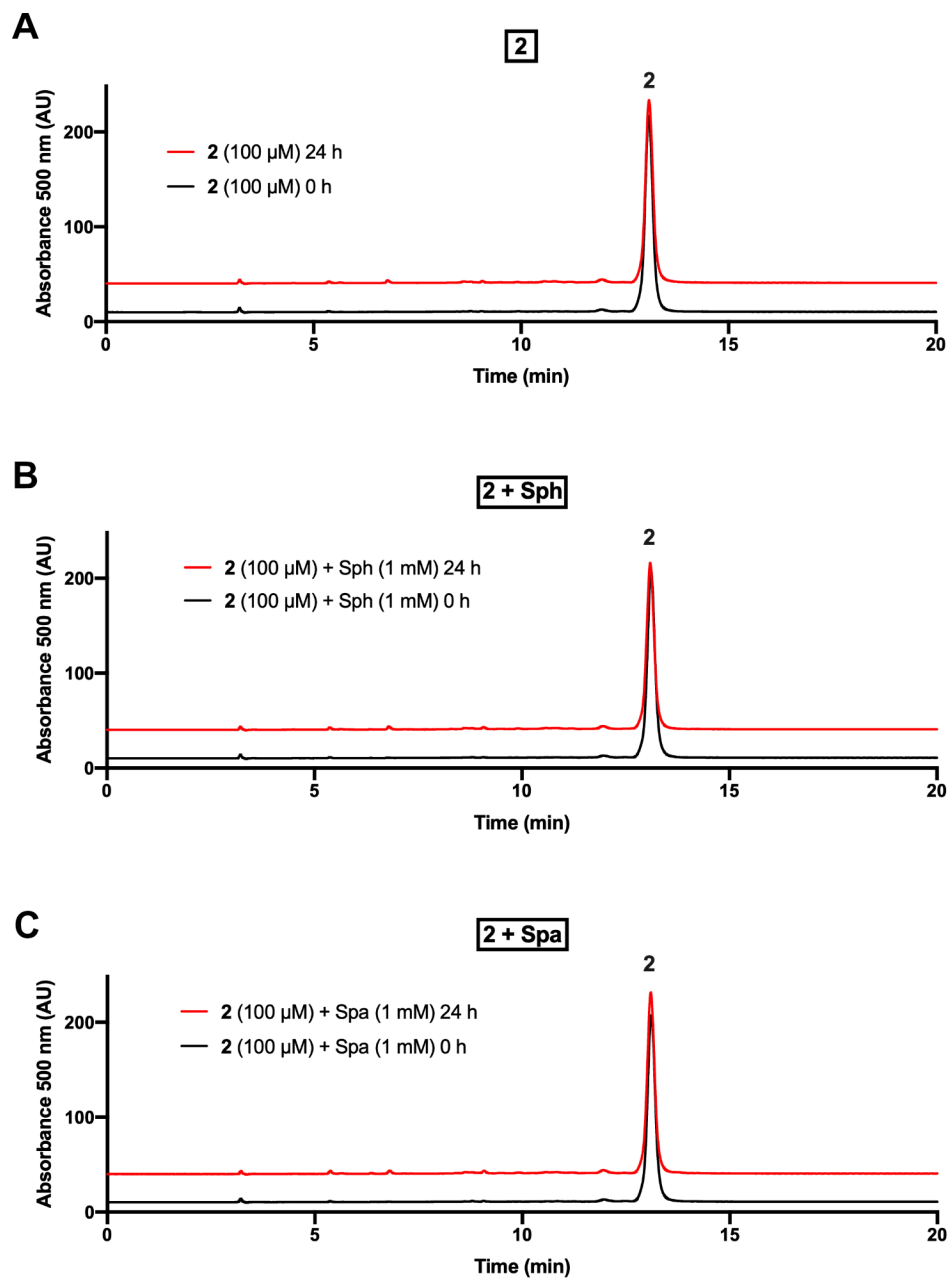 A
2
2
Absorbance 500 nm (AU)
200
100
0
2 (100 µM) 24 h
2 (100 µM) 0 h
0 5 10 15 20
Time (min)
B
2 + Sph
2
Absorbance 500 nm (AU)
200
100
0
2 (100 µM) + Sph (1 mM) 24 h
2 (100 µM) + Sph (1 mM) 0 h
0 5 10 15 20
Time (min)
C
2 + Spa
2
Absorbance 500 nm (AU)
200
100
0
2 (100 µM) + Spa (1 mM) 24 h
2 (100 µM) + Spa (1 mM) 0 h
0 5 10 15 20
Time (min)